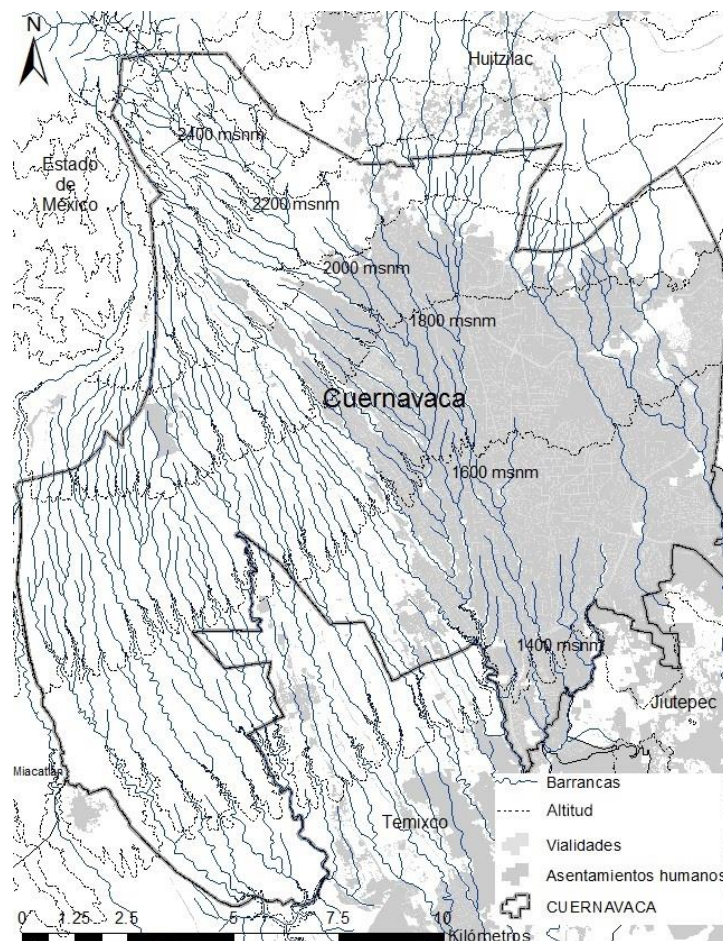 N
Huitzilac
2400 msnm
Estado
de
México
2200 msnm
2000 msnm
1800 msnm
Cuernavaca
1600 msnm
1400 msnm
Jiutepec
Miacatlán
Temixco
Barrancas
Altitud
Vialidades
Asentamientos humanos
CUERNAVACA
0 1.25 2.5 5 7.5 10
Kilómetros